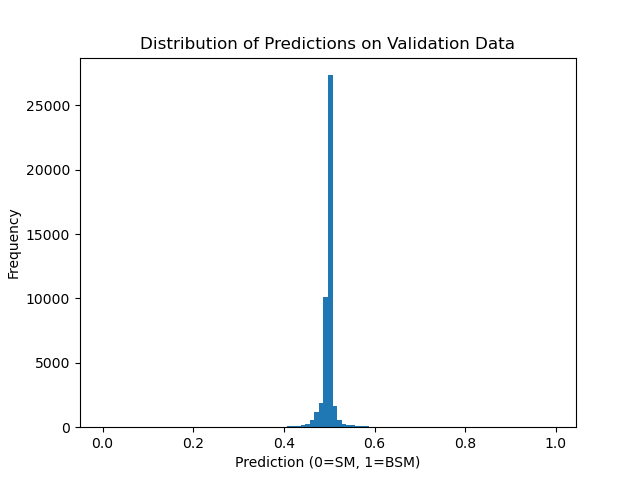 Distribution of Predictions on Validation Data
25000
20000
15000
10000
5000
0
Frequency
0.0 0.2 0.4 0.6 0.8 1.0
Prediction (0=SM, 1=BSM)